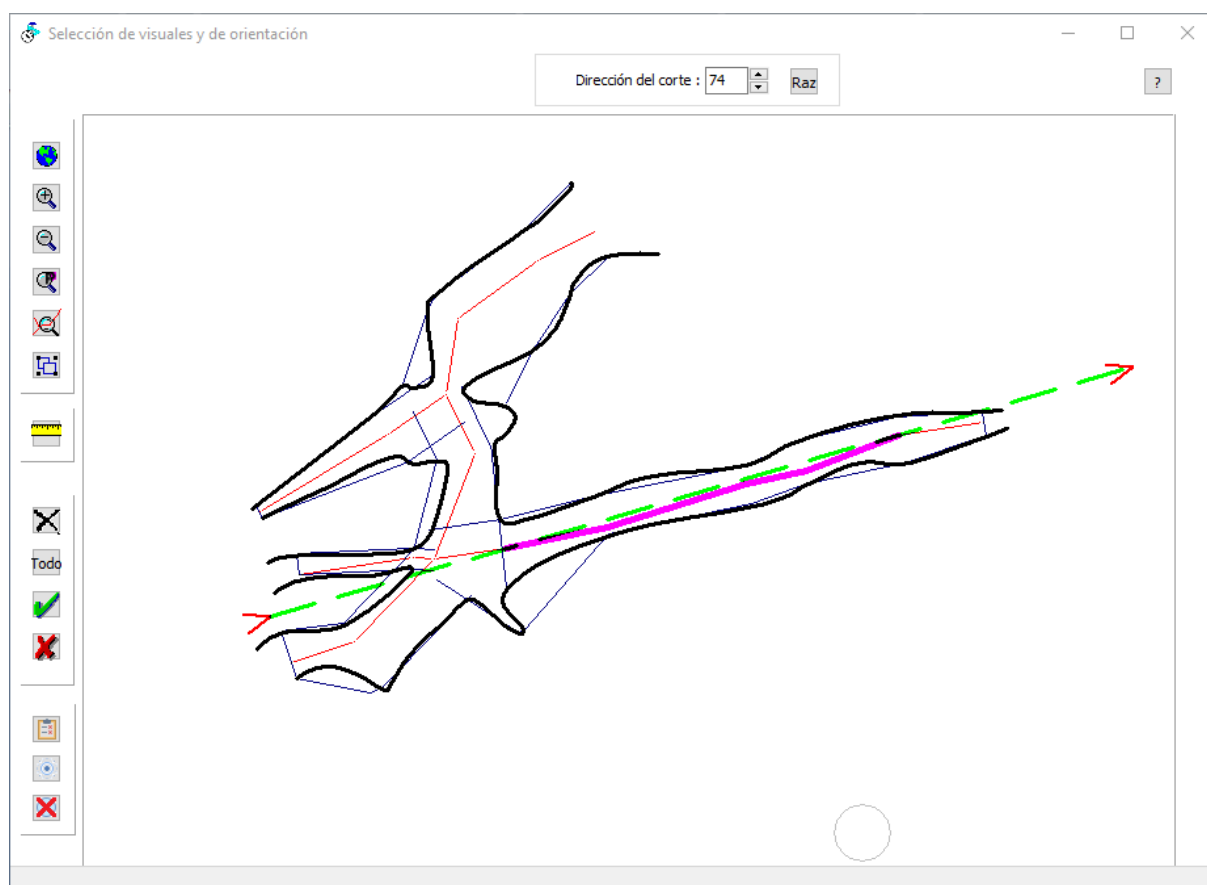 Selección de visuales y de orientación
Dirección del corte : 74 Raz
?
Todo